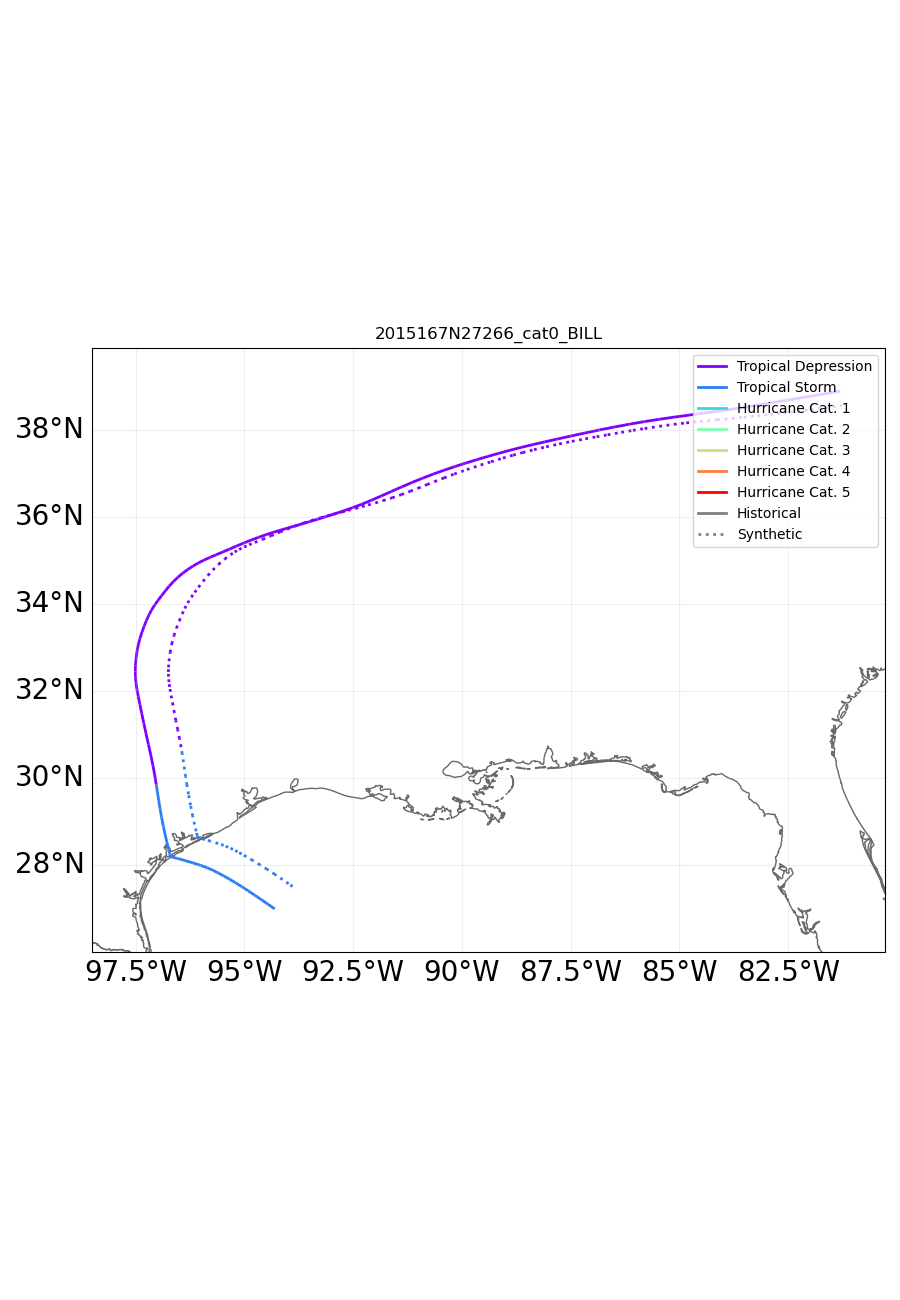 2015167N27266_cat0_BILL
Tropical Depression
Tropical Storm
Hurricane Cat. 1
Hurricane Cat. 2
Hurricane Cat. 3
Hurricane Cat. 4
Hurricane Cat. 5
Historical
Synthetic
38°N
36°N
34°N
32°N
30°N
28°N
97.5°W 95°W 92.5°W 90°W 87.5°W 85°W 82.5°W